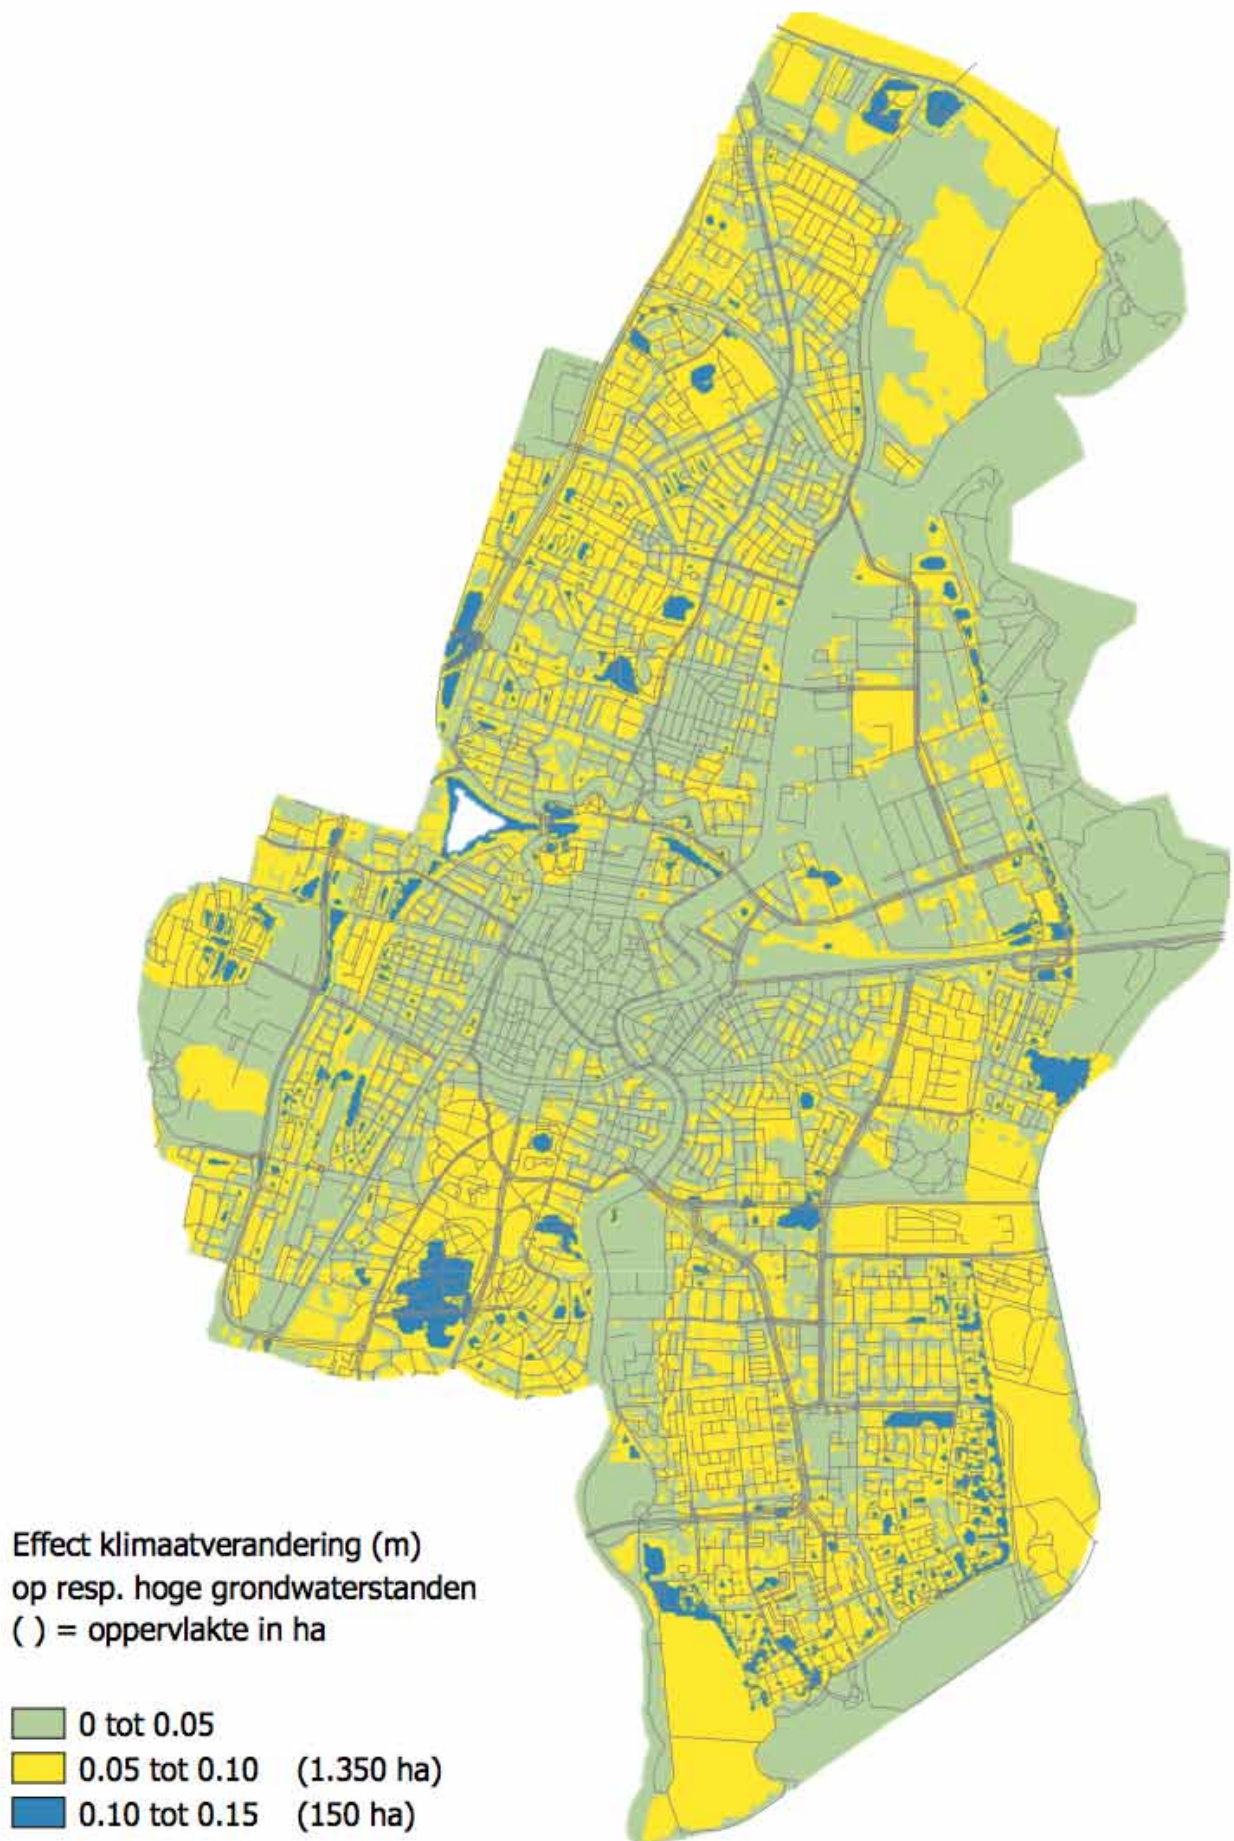 Effect klimaatverandering (m)
op resp. hoge grondwaterstanden
( ) = oppervlakte in ha
0 tot 0.05
0.05 tot 0.10 (1.350 ha)
0.10 tot 0.15 (150 ha)